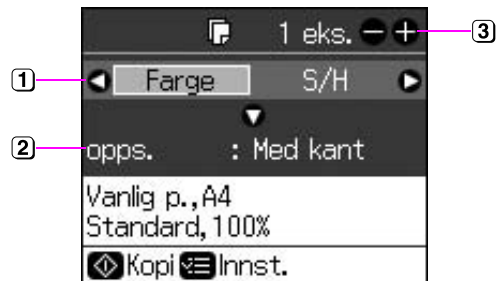 1 eks. - +
3
1
Farge S/H
2
opps. : Med kant
Vanlig p.,A4
Standard, 100%
Kopi Innst.